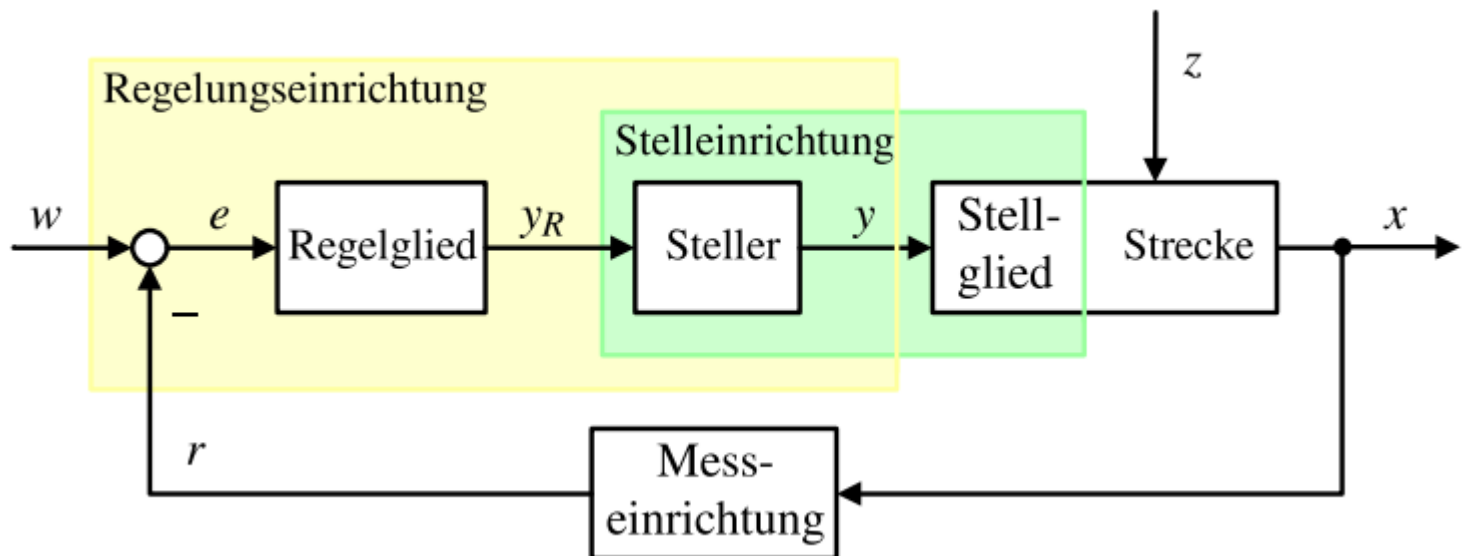 z
Regelungseinrichtung
Stelleinrichtung
w
e
Regelglied
y_R
Steller
y
Stell-
glied
Strecke
x
–
r
Mess-
einrichtung